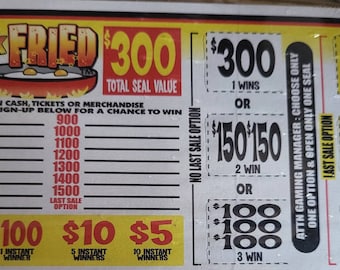 FRIED
$300
TOTAL SEAL VALUE
CASH, TICKETS OR MERCHANDISE
SIGN-UP BELOW FOR A CHANCE TO WIN
900
1000
1100
1200
1300
1400
1500
LAST SALE
OPTION
100
$10
$5
INSTANT
WINNERS
5 INSTANT
WINNERS
10 INSTANT
WINNERS
NO LAST SALE OPTION
$300
1 WINS
OR
$150 $150
2 WIN
OR
$100
$100
$100
3 WIN
ATTN GAMING MANAGER: CHOOSE ONLY
ONE OPTION & OPEN ONLY ONE SEAL
LAST SALE OPTION